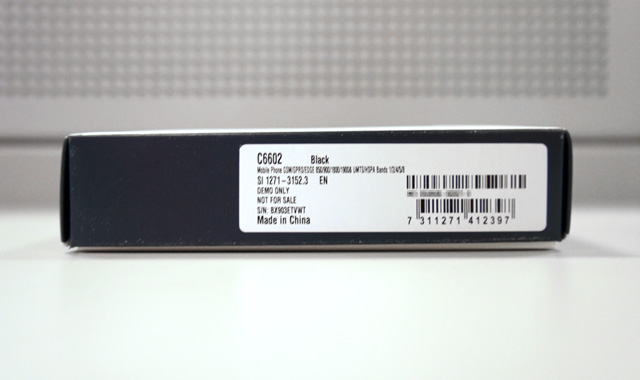 C6602 Black
Mobile Phone GSM/GPRS/EDGE 850/900/1800/1900& UMTS/HSPA Bands 1/2/4/5/8
SI 1271-3152.3 EN
DEMO ONLY
NOT FOR SALE
S/N: BX903ETVWT
Made in China
7 311271 412397